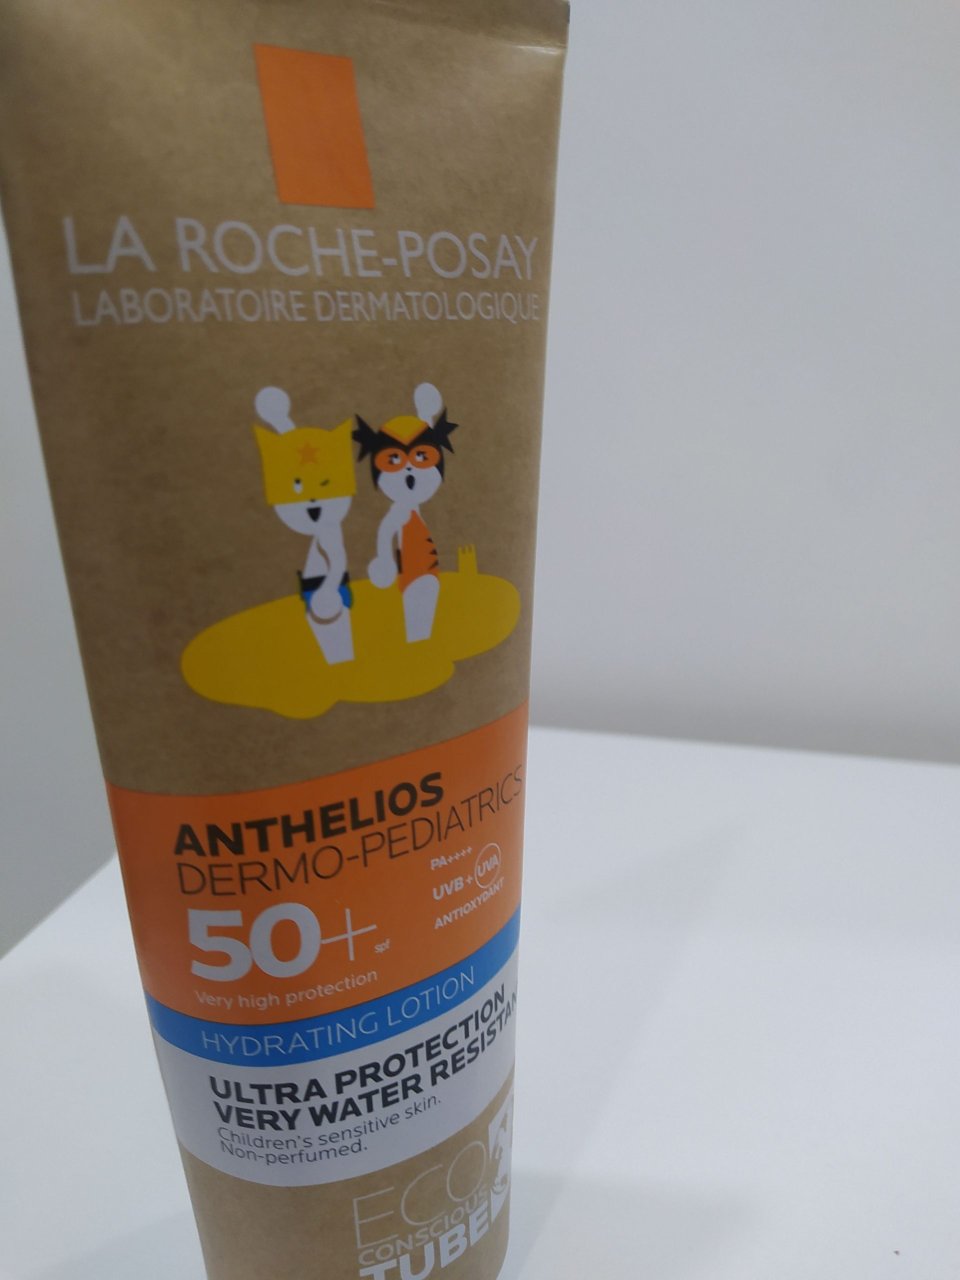 LA ROCHE-POSAY
LABORATOIRE DERMATOLOGIQUE
ANTHELIOS
DERMO-PEDIATRICS
50+ spf
PA++++
UVB + UVA
ANTIOXYDANT
Very high protection
HYDRATING LOTION
ULTRA PROTECTION
VERY WATER RESISTAN
Children's sensitive skin.
Non-perfumed.
ECO
CONSCIOUS
TUBE